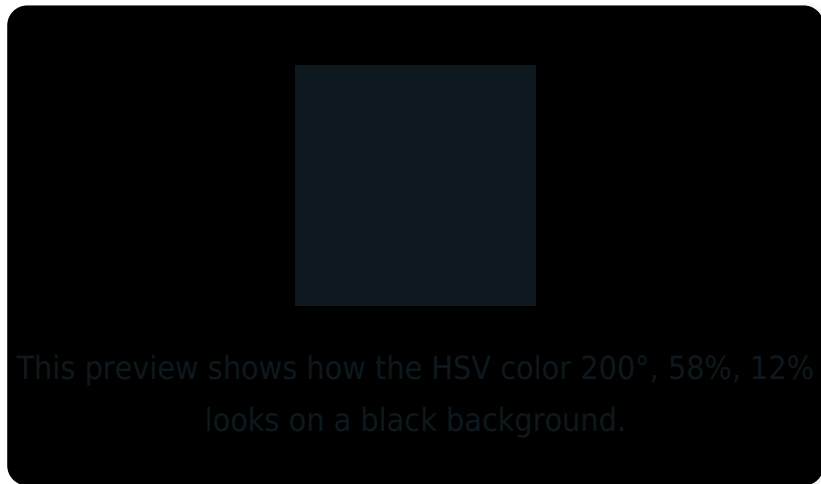 This preview shows how the HSV color 200°, 58%, 12%
looks on a black background.